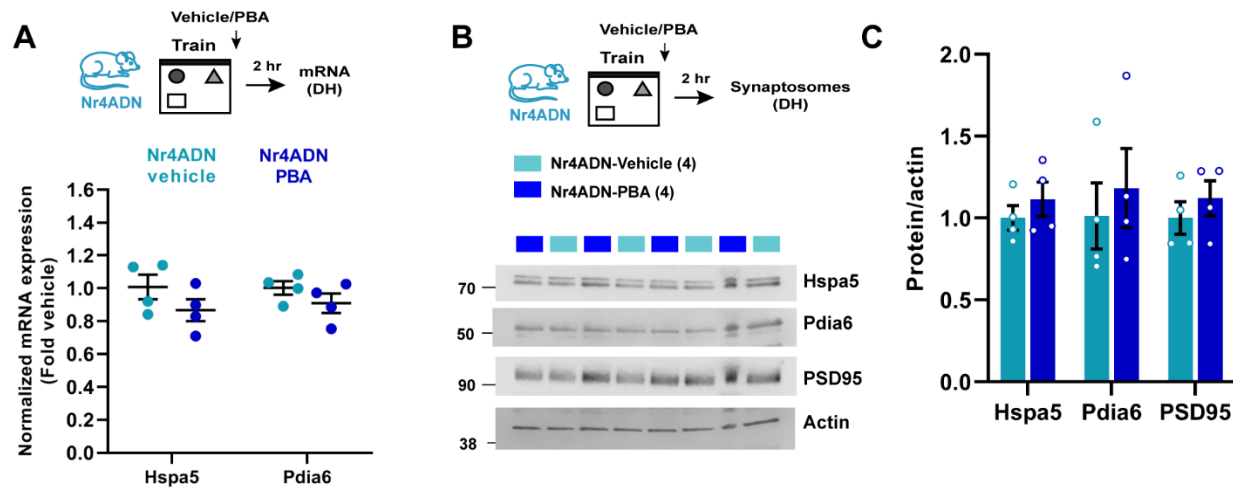 A
Vehicle/PBA
Train
2 hr
mRNA
(DH)
Nr4ADN
Nr4ADN
vehicle
Nr4ADN
PBA
Normalized mRNA expression
(Fold vehicle)
1.6
1.4
1.2
1.0
0.8
0.6
0.4
0.2
0.0
Hspa5
Pdia6
B
Vehicle/PBA
Train
2 hr
Synaptosomes
(DH)
Nr4ADN
Nr4ADN-Vehicle (4)
Nr4ADN-PBA (4)
70
Hspa5
50
Pdia6
90
PSD95
38
Actin
C
Protein/actin
2.0
1.5
1.0
0.5
0.0
Hspa5
Pdia6
PSD95